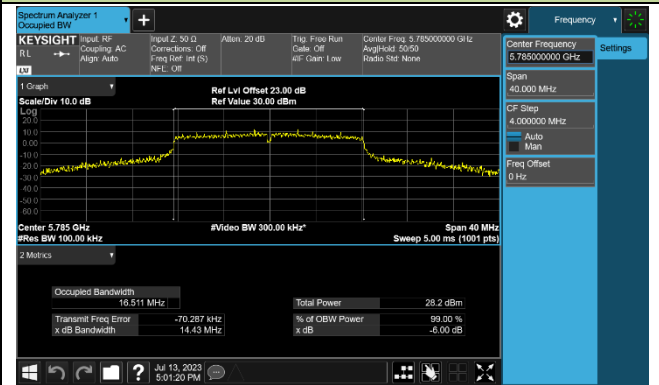 Spectrum Analyzer 1
Occupied BW
Frequency
KEYSIGHT
RL
LXI
Input: RF
Coupling: AC
Align: Auto
Input Z: 50 Ω
Corrections: Off
Freq Ref: Int (S)
NFE: Off
Atten: 20 dB
Trig: Free Run
Gate: Off
#IF Gain: Low
Center Freq: 5.785000000 GHz
Avg|Hold: 50/50
Radio Std: None
Center Frequency
5.785000000 GHz
Settings
Span
40.000 MHz
CF Step
4.000000 MHz
Auto
Man
Freq Offset
0 Hz
1 Graph
Scale/Div 10.0 dB
Ref Lvl Offset 23.00 dB
Ref Value 30.00 dBm
Log
20.0
10.0
0.00
-10.0
-20.0
-30.0
-40.0
-50.0
-60.0
Center 5.785 GHz
#Video BW 300.00 kHz*
Span 40 MHz
#Res BW 100.00 kHz
Sweep 5.00 ms (1001 pts)
2 Metrics
Occupied Bandwidth
16.511 MHz
Total Power
28.2 dBm
Transmit Freq Error
-70.287 kHz
% of OBW Power
99.00 %
x dB Bandwidth
14.43 MHz
x dB
-6.00 dB
?
Jul 13, 2023
5:01:20 PM